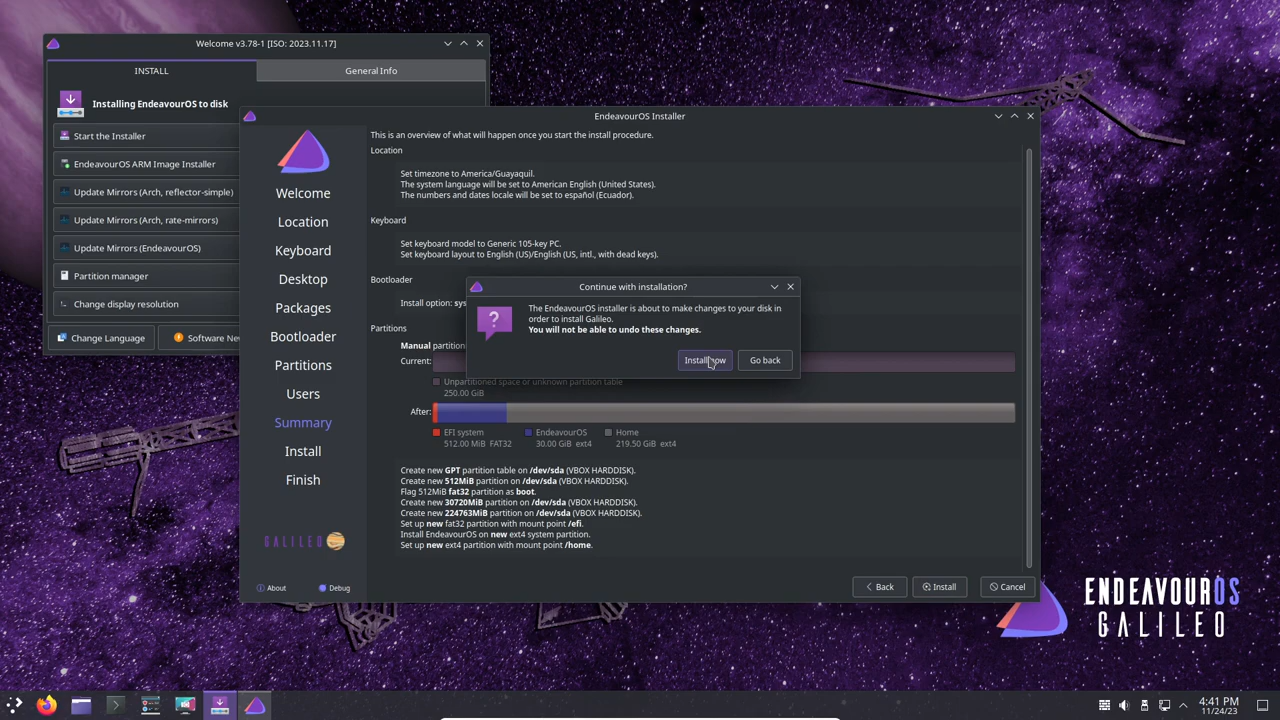 Welcome v3.78-1 [ISO: 2023.11.17]
INSTALL
General Info
Installing EndeavourOS to disk
Start the Installer
EndeavourOS ARM Image Installer
Update Mirrors (Arch, reflector-simple)
Update Mirrors (Arch, rate-mirrors)
Update Mirrors (EndeavourOS)
Partition manager
Change display resolution
Change Language
Software
EndeavourOS Installer
Welcome
Location
Keyboard
Desktop
Packages
Bootloader
Partitions
Users
Summary
Install
Finish
GALILEO
About
Debug
This is an overview of what will happen once you start the install procedure.
Location
Set timezone to America/Guayaquil.
The system language will be set to American English (United States).
The numbers and dates locale will be set to español (Ecuador).
Keyboard
Set keyboard model to Generic 105-key PC.
Set keyboard layout to English (US)/English (US, intl., with dead keys).
Bootloader
Install option:
Partitions
Manual
Current:
Unpartitioned space or unknown partition table
250.00 GiB
After:
EFI system EndeavourOS Home
512.00 MiB FAT32 30.00 GiB ext4 219.50 GiB ext4
Create new GPT partition table on /dev/sda (VBOX HARDDISK).
Create new 512MiB partition on /dev/sda (VBOX HARDDISK).
Flag 512MiB fat32 partition as boot.
Create new 30720MiB partition on /dev/sda (VBOX HARDDISK).
Create new 224763MiB partition on /dev/sda (VBOX HARDDISK).
Set up new fat32 partition with mount point /efi.
Install EndeavourOS on new ext4 system partition.
Set up new ext4 partition with mount point /home.
Back
Install
Cancel
Continue with installation?
The EndeavourOS installer is about to make changes to your disk in
order to install Galileo.
You will not be able to undo these changes.
Install now
Go back
ENDEAVOUROS
GALILEO
4:41 PM
11/24/23